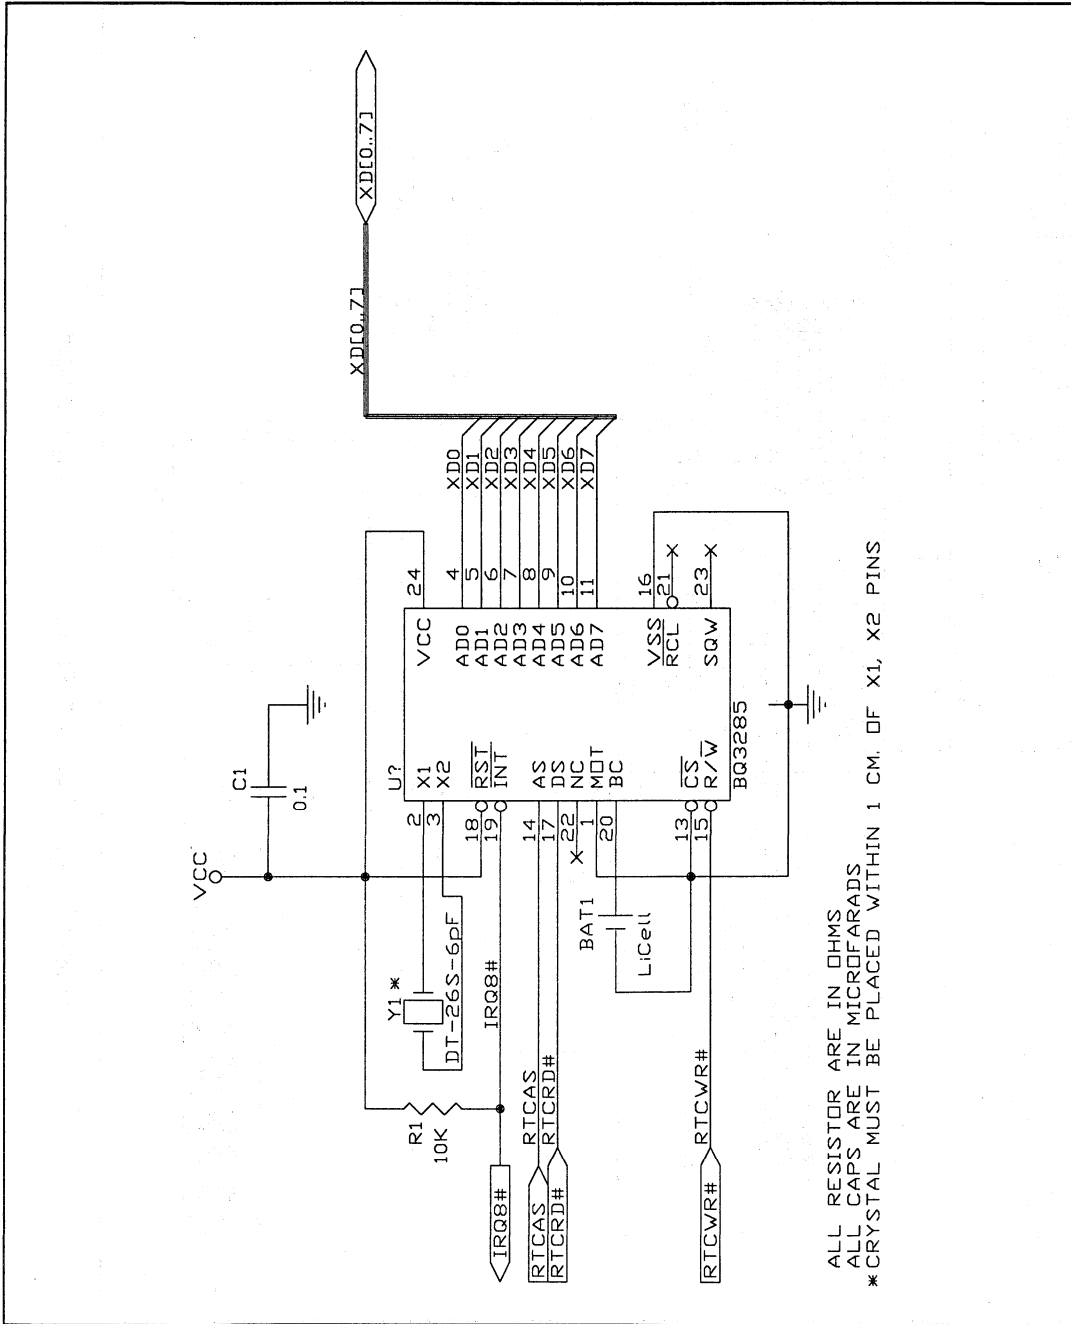 VCC
C1
0.1
XD[0..7]
XD[0..7]
R1
10K
Y1 *
DT-26S-6pF
IRQ8#
IRQ8#
RTCAS
RTCAS
RTCRD#
RTCRD#
RTCWR#
RTCWR#
BAT1
LiCell
U?
2 X1
3 X2
18 RST
19 INT
14 AS
17 DS
22 NC
1 MOT
20 BC
13 CS
15 R/W
VCC 24
AD0 4 XD0
AD1 5 XD1
AD2 6 XD2
AD3 7 XD3
AD4 8 XD4
AD5 9 XD5
AD6 10 XD6
AD7 11 XD7
VSS 16
RCL 21
SQW 23
BQ3285
ALL RESISTOR ARE IN OHMS
ALL CAPS ARE IN MICROFARADS
*CRYSTAL MUST BE PLACED WITHIN 1 CM. OF X1, X2 PINS